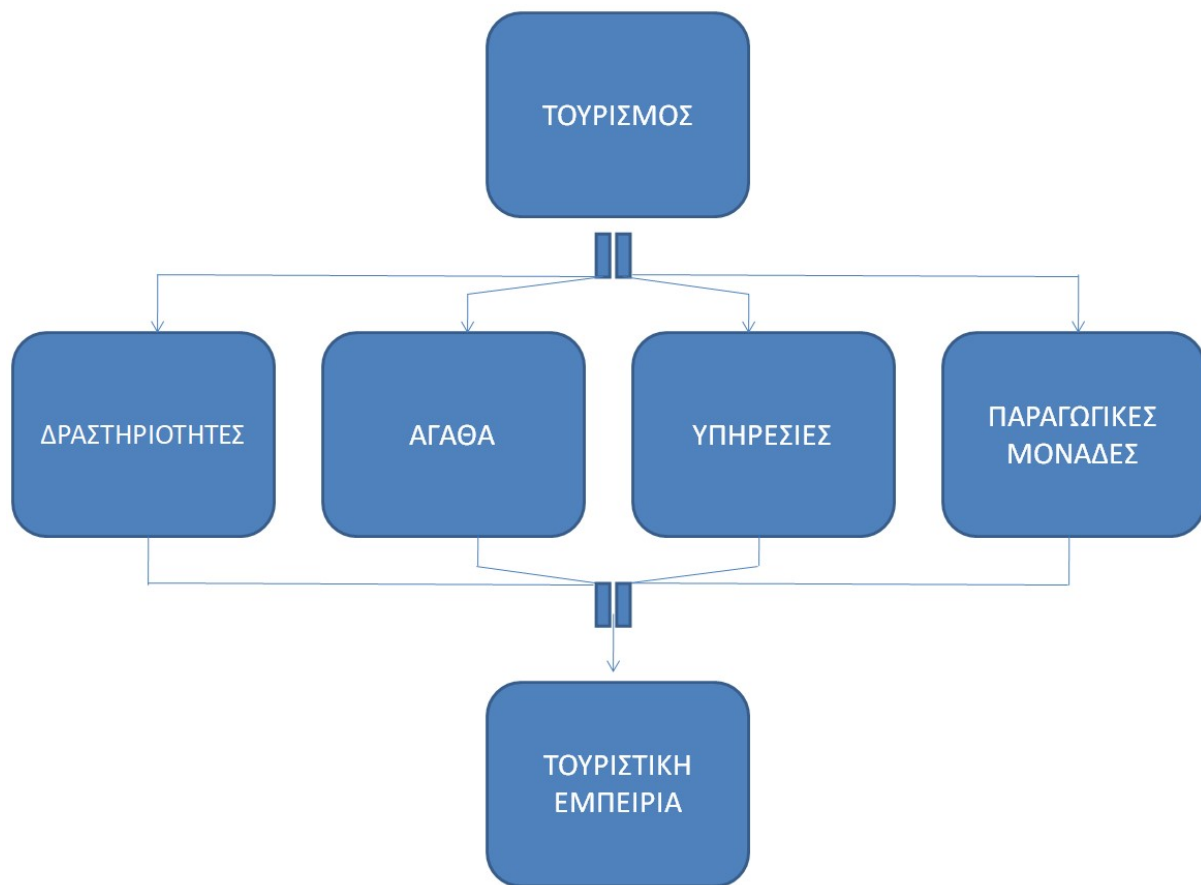 ΤΟΥΡΙΣΜΟΣ
ΔΡΑΣΤΗΡΙΟΤΗΤΕΣ
ΑΓΑΘΑ
ΥΠΗΡΕΣΙΕΣ
ΠΑΡΑΓΩΓΙΚΕΣ
ΜΟΝΑΔΕΣ
ΤΟΥΡΙΣΤΙΚΗ
ΕΜΠΕΙΡΙΑ